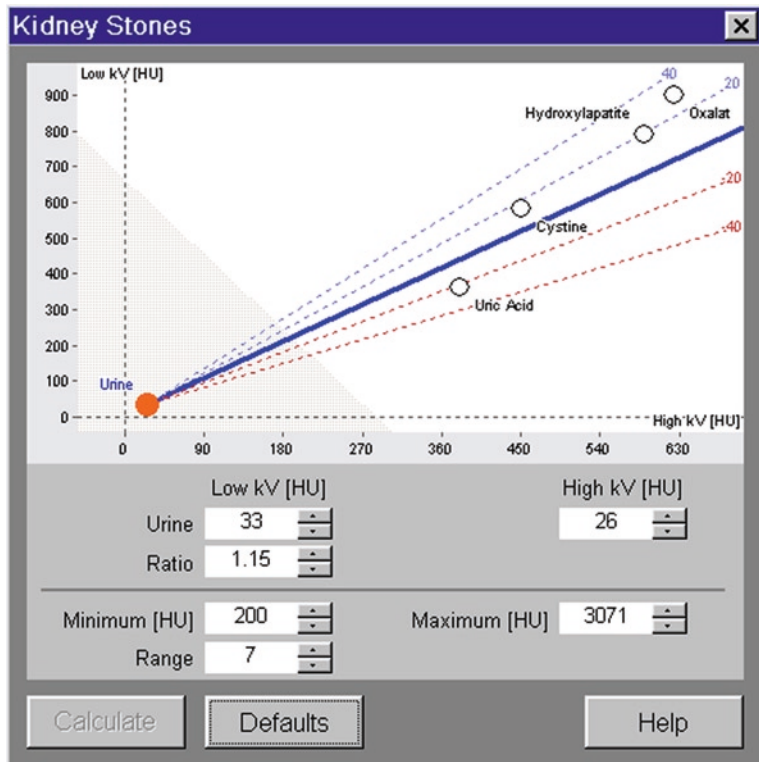 Kidney Stones
Low kV [HU]
900
800
700
600
500
400
300
200
100
0
40
20
Hydroxylapatite
Oxalat
-20
Cystine
-40
Uric Acid
Urine
High kV [HU]
0 90 180 270 360 450 540 630
Low kV [HU] High kV [HU]
Urine 33 26
Ratio 1.15
Minimum [HU] 200 Maximum [HU] 3071
Range 7
Calculate Defaults Help